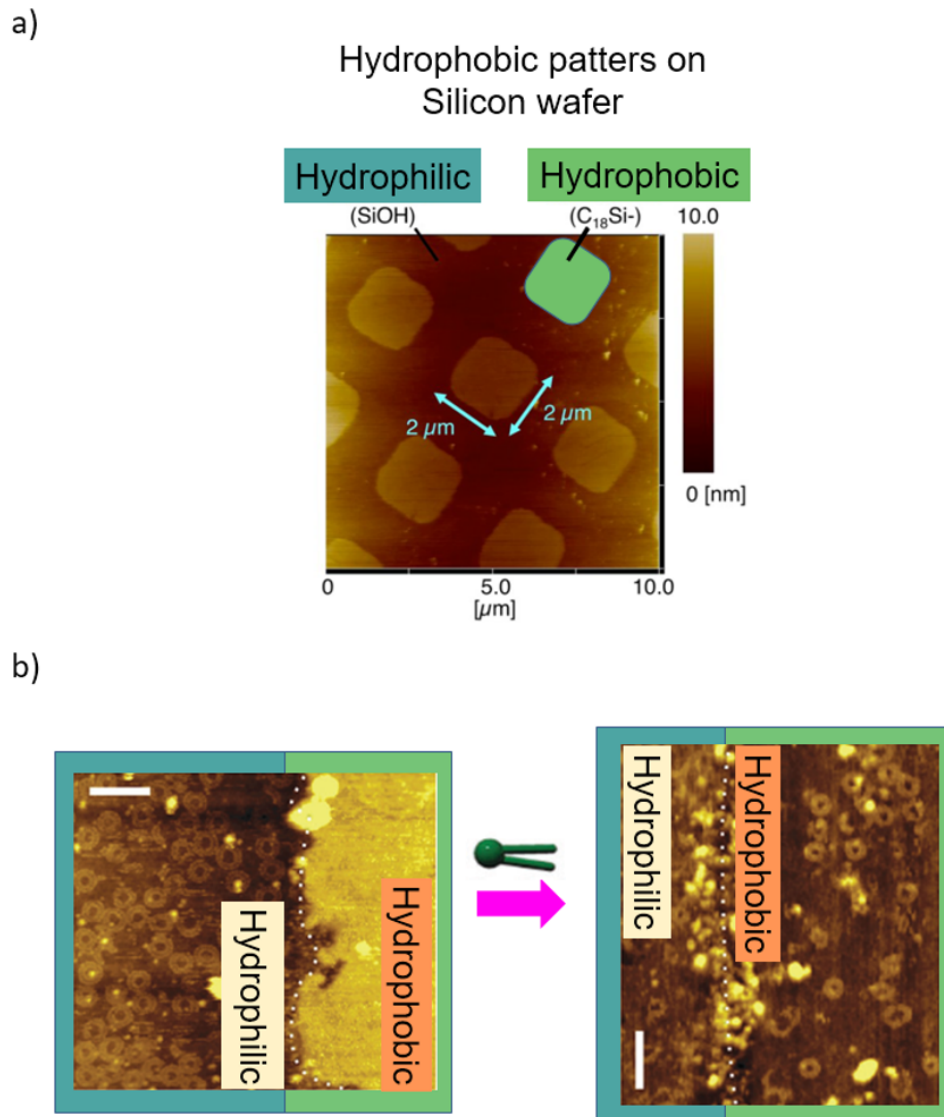 a)
Hydrophobic patters on
Silicon wafer
Hydrophilic
Hydrophobic
(SiOH)
(C₁₈Si-)
10.0
2 µm
2 µm
0 [nm]
0
5.0
10.0
[µm]
b)
Hydrophilic
Hydrophobic
Hydrophilic
Hydrophobic